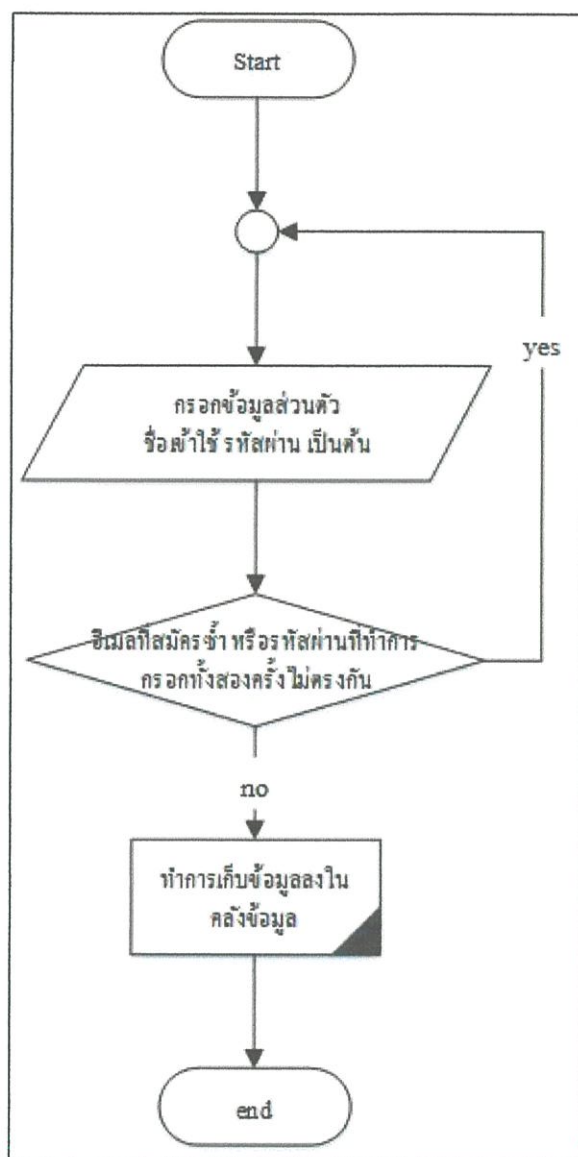 Start
yes
กรอกข้อมูลส่วนตัว
ชื่อเข้าใช้ รหัสผ่าน เป็นต้น
อีเมลที่สมัครซ้ำ หรือรหัสผ่านที่ทำการ
กรอกทั้งสองครั้งไม่ตรงกัน
no
ทำการเก็บข้อมูลลงใน
คลังข้อมูล
end